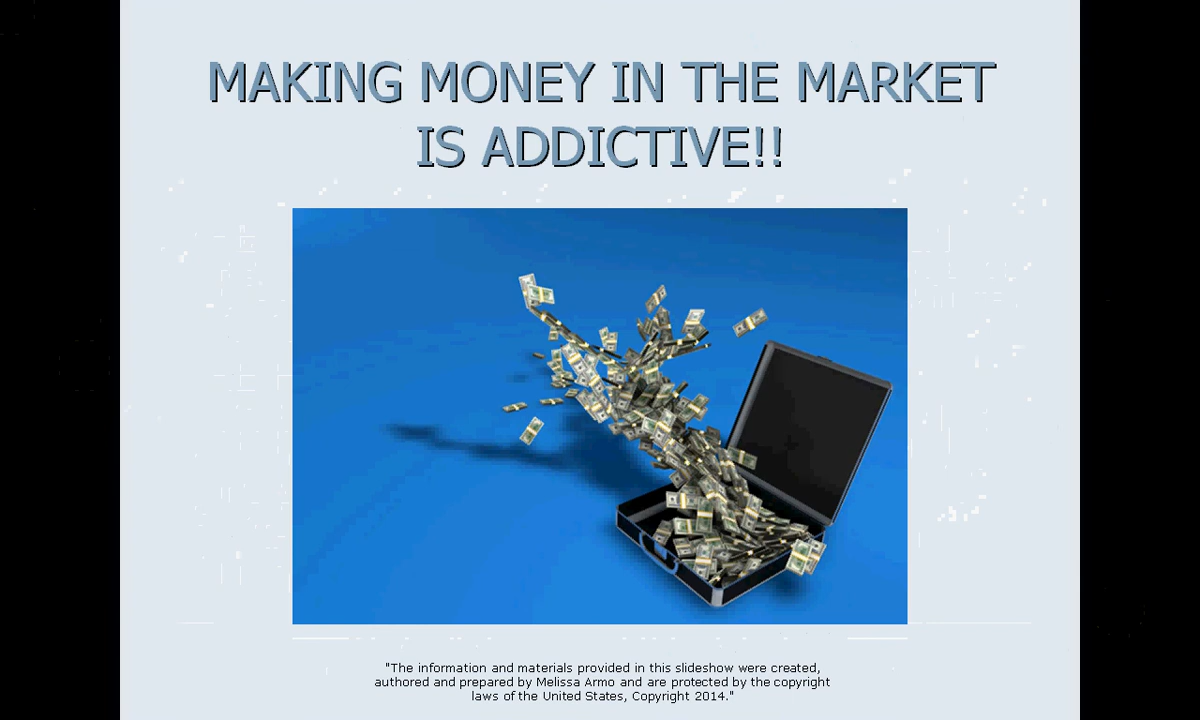 MAKING MONEY IN THE MARKET
IS ADDICTIVE!!
"The information and materials provided in this slideshow were created,
authored and prepared by Melissa Armo and are protected by the copyright
laws of the United States, Copyright 2014."